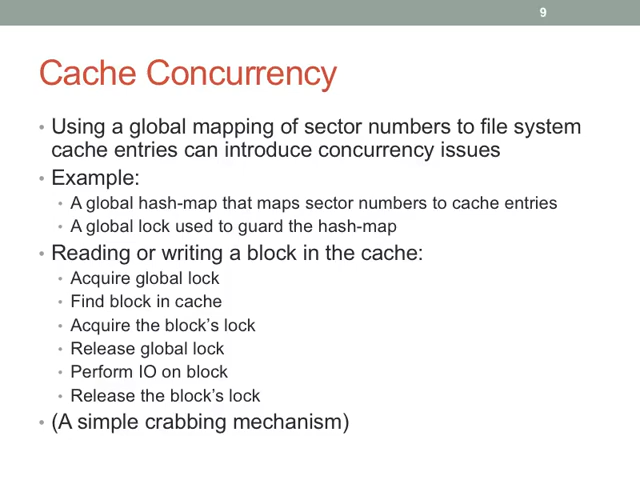 9
Cache Concurrency
• Using a global mapping of sector numbers to file system
cache entries can introduce concurrency issues
• Example:
• A global hash-map that maps sector numbers to cache entries
• A global lock used to guard the hash-map
• Reading or writing a block in the cache:
• Acquire global lock
• Find block in cache
• Acquire the block's lock
• Release global lock
• Perform IO on block
• Release the block's lock
• (A simple crabbing mechanism)